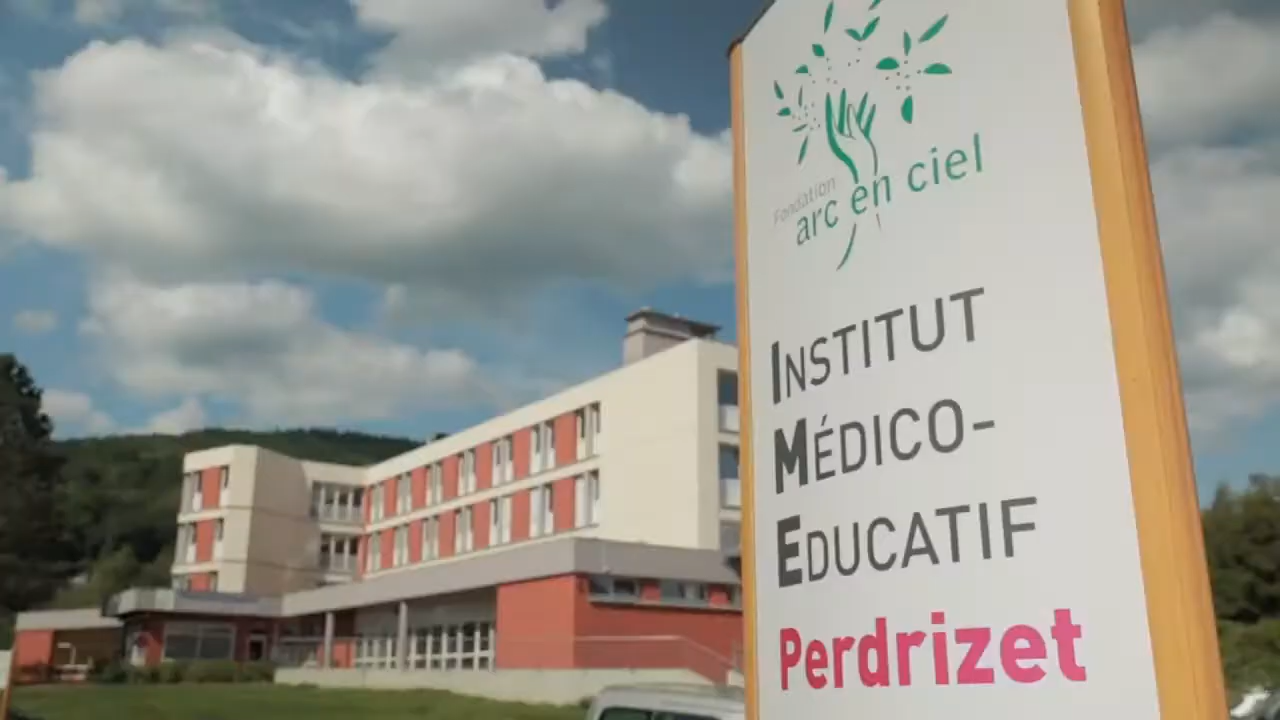 Fondation
arc en ciel
INSTITUT
MÉDICO-
EDUCATIF
Perdrizet